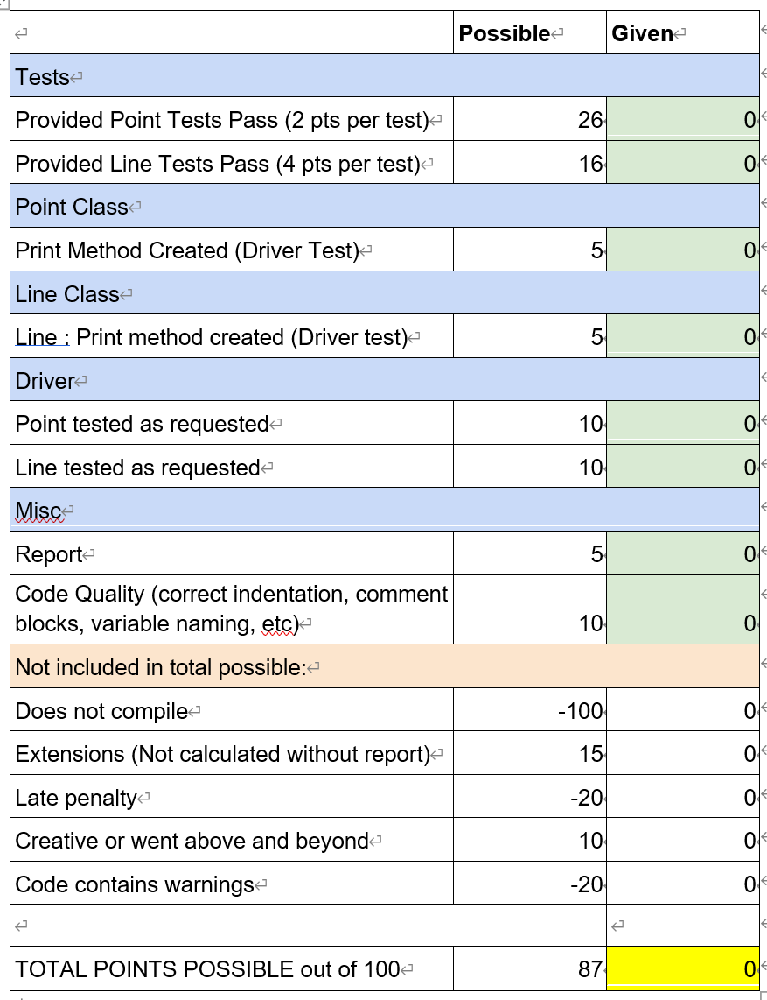 Possible Given
Tests
Provided Point Tests Pass (2 pts per test) 26 0
Provided Line Tests Pass (4 pts per test) 16 0
Point Class
Print Method Created (Driver Test) 5 0
Line Class
Line : Print method created (Driver test) 5 0
Driver
Point tested as requested 10 0
Line tested as requested 10 0
Misc
Report 5 0
Code Quality (correct indentation, comment
blocks, variable naming, etc) 10 0
Not included in total possible:
Does not compile -100 0
Extensions (Not calculated without report) 15 0
Late penalty -20 0
Creative or went above and beyond 10 0
Code contains warnings -20 0
TOTAL POINTS POSSIBLE out of 100 87 0